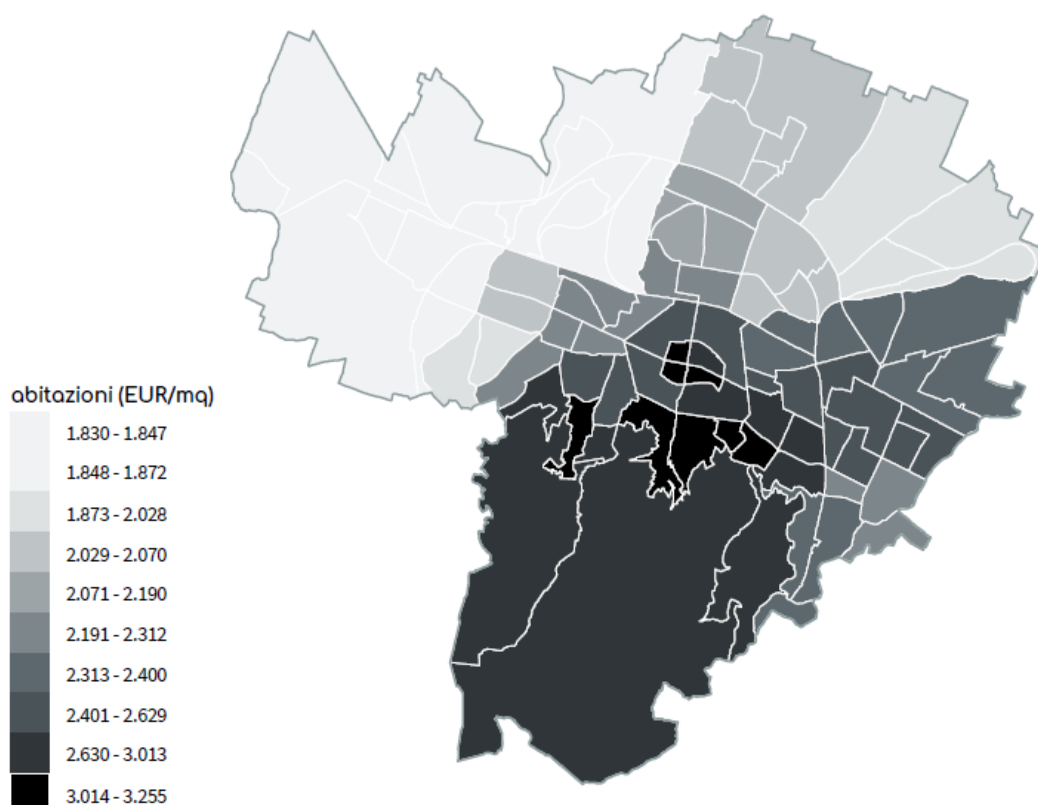 abitazioni (EUR/mq)
1.830 - 1.847
1.848 - 1.872
1.873 - 2.028
2.029 - 2.070
2.071 - 2.190
2.191 - 2.312
2.313 - 2.400
2.401 - 2.629
2.630 - 3.013
3.014 - 3.255